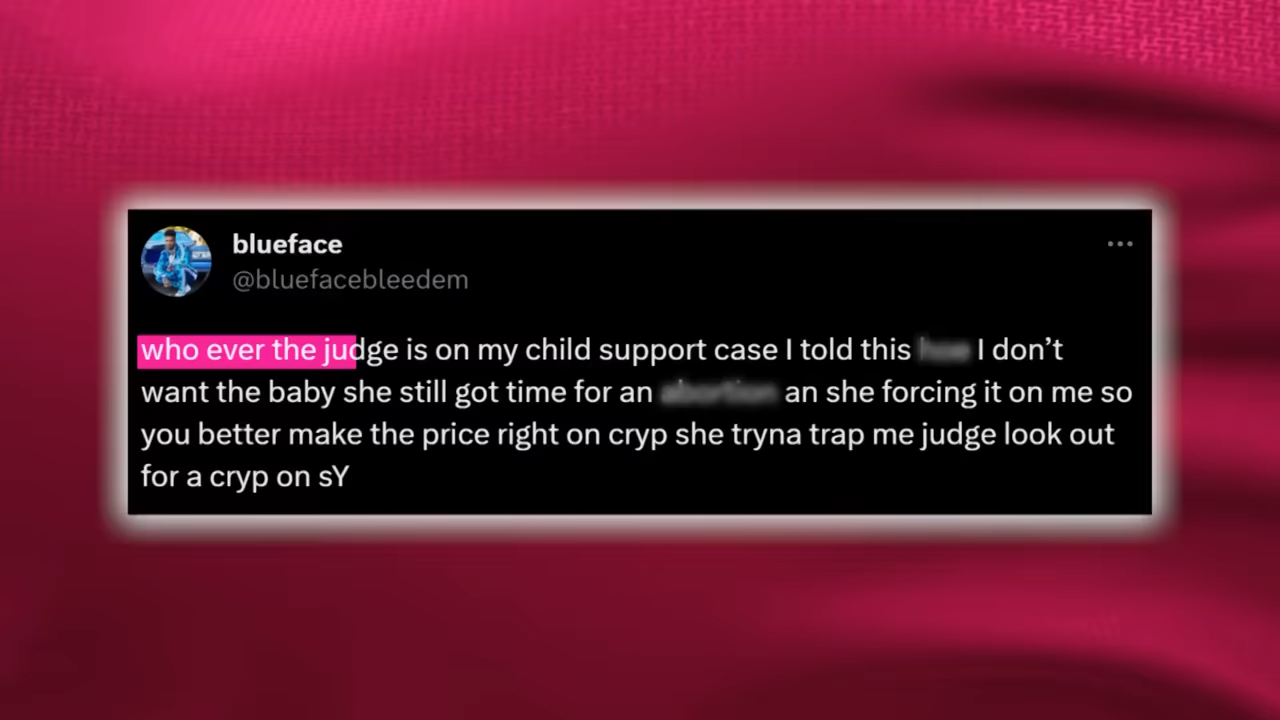 blueface
@bluefacebleedem
who ever the judge is on my child support case I told this I don't
want the baby she still got time for an an she forcing it on me so
you better make the price right on cryp she tryna trap me judge look out
for a cryp on sY